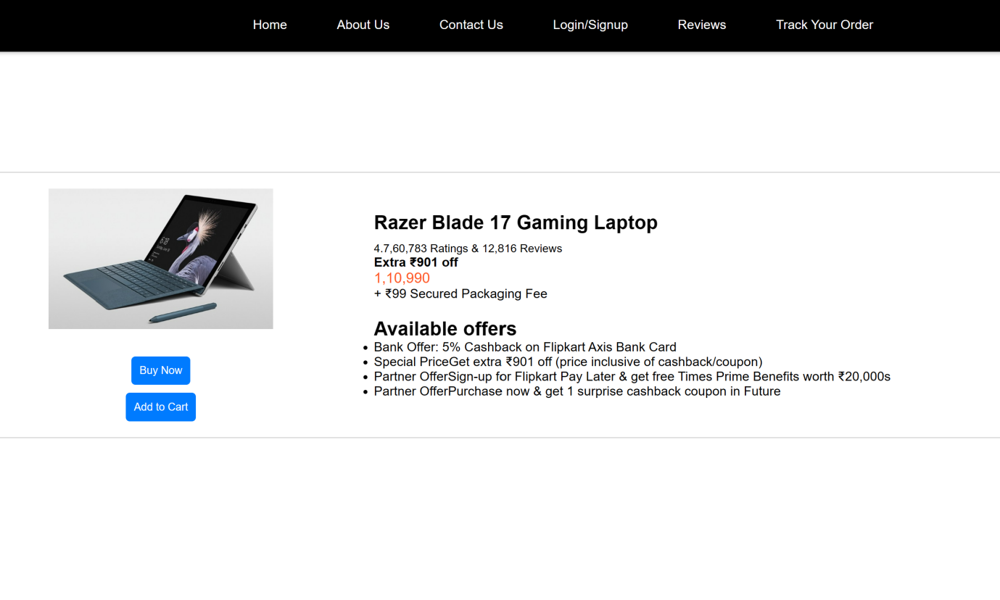 Home About Us Contact Us Login/Signup Reviews Track Your Order
Razer Blade 17 Gaming Laptop
4.7,60,783 Ratings & 12,816 Reviews
Extra ₹901 off
1,10,990
+ ₹99 Secured Packaging Fee
Available offers
Bank Offer: 5% Cashback on Flipkart Axis Bank Card
Special PriceGet extra ₹901 off (price inclusive of cashback/coupon)
Partner OfferSign-up for Flipkart Pay Later & get free Times Prime Benefits worth ₹20,000s
Partner OfferPurchase now & get 1 surprise cashback coupon in Future
6:18
Buy Now
Add to Cart